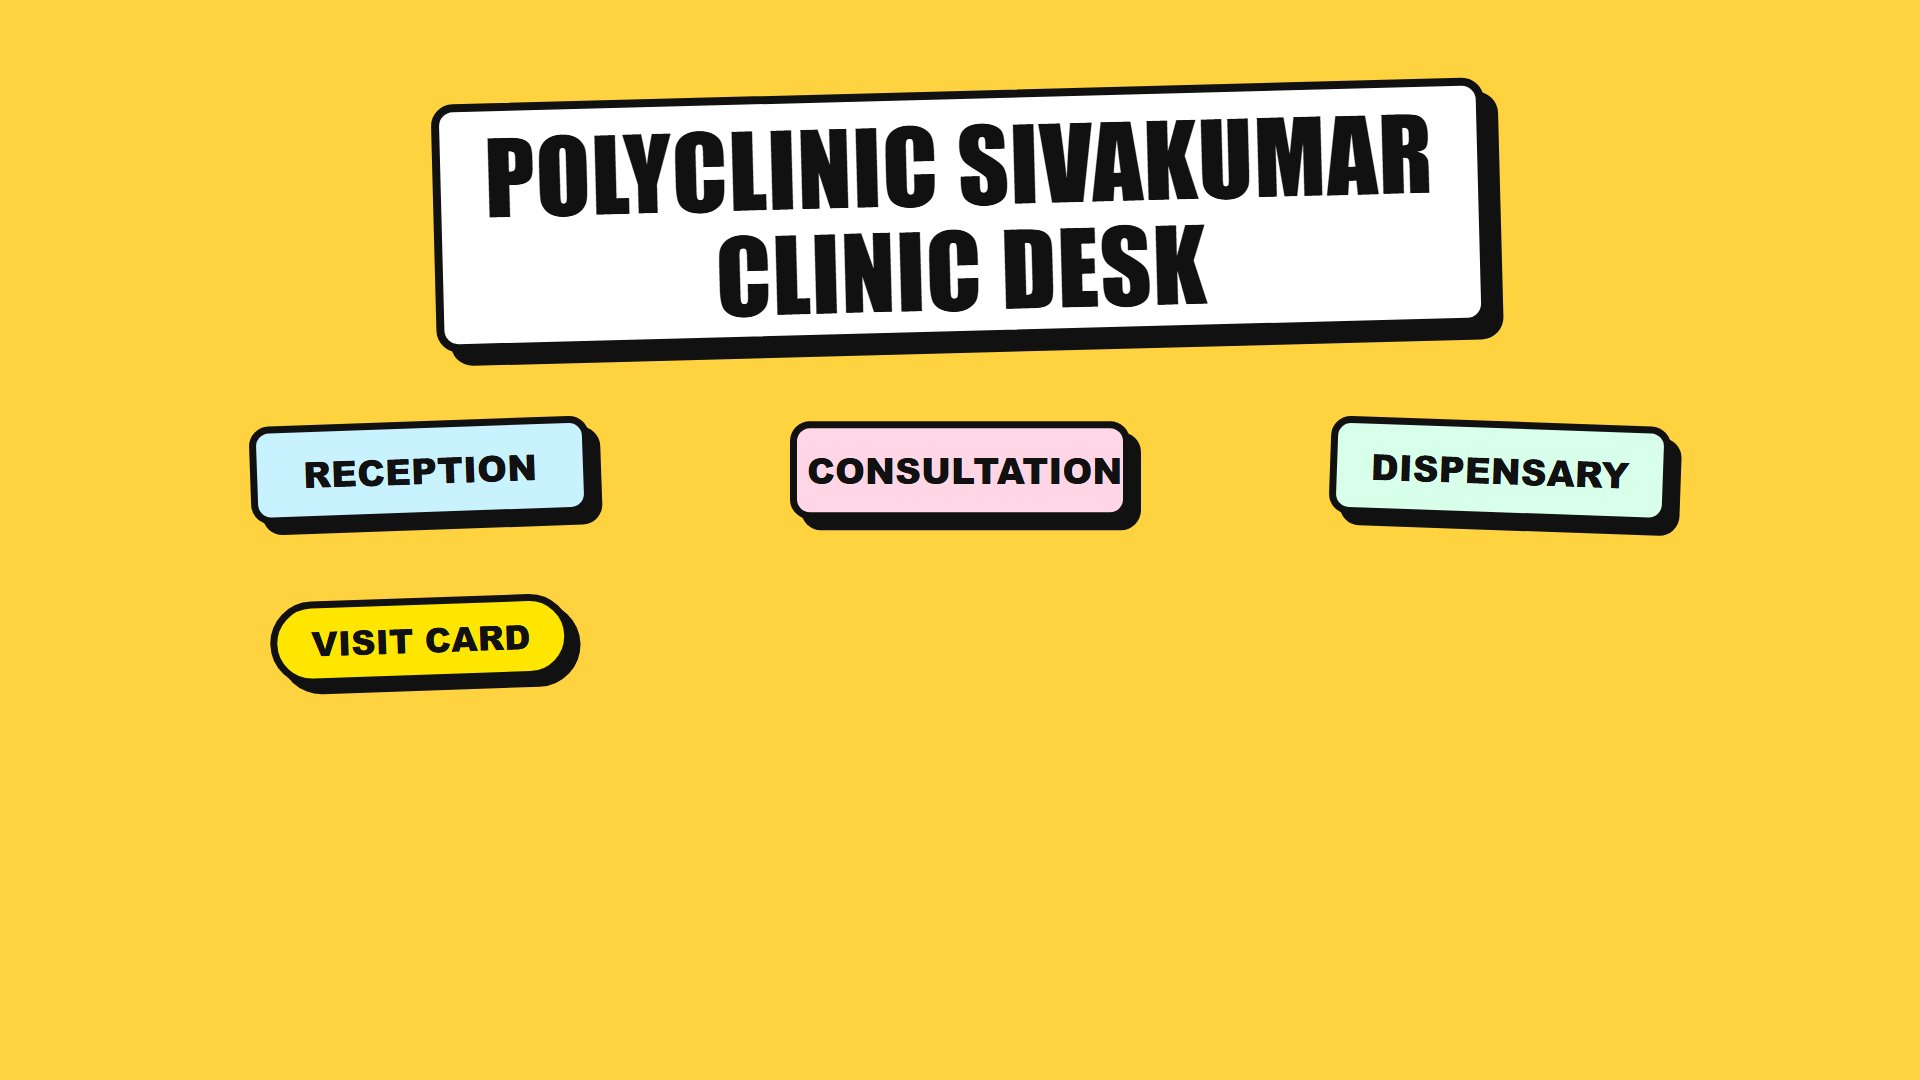 POLYCLINIC SIVAKUMAR
CLINIC DESK
RECEPTION
CONSULTATION
DISPENSARY
VISIT CARD